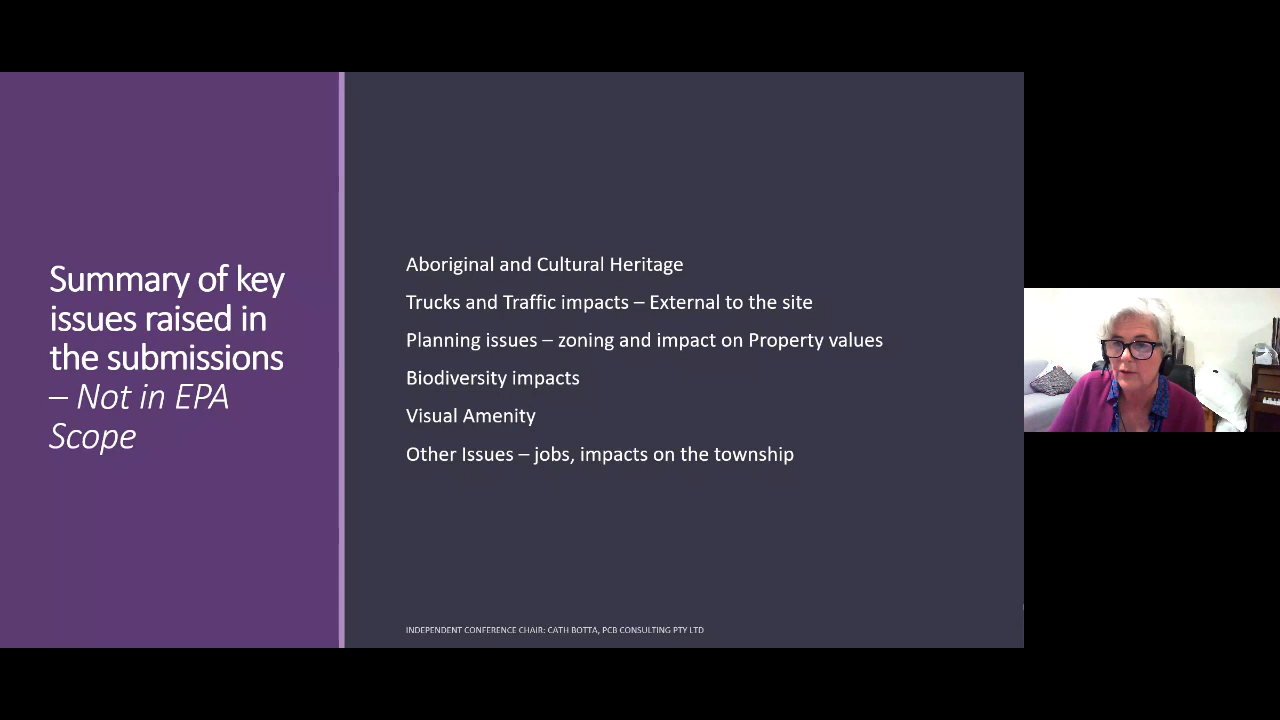 Summary of key
issues raised in
the submissions
– Not in EPA
Scope
Aboriginal and Cultural Heritage
Trucks and Traffic impacts – External to the site
Planning issues – zoning and impact on Property values
Biodiversity impacts
Visual Amenity
Other Issues – jobs, impacts on the township
INDEPENDENT CONFERENCE CHAIR: CATH BOTTA, PCB CONSULTING PTY LTD